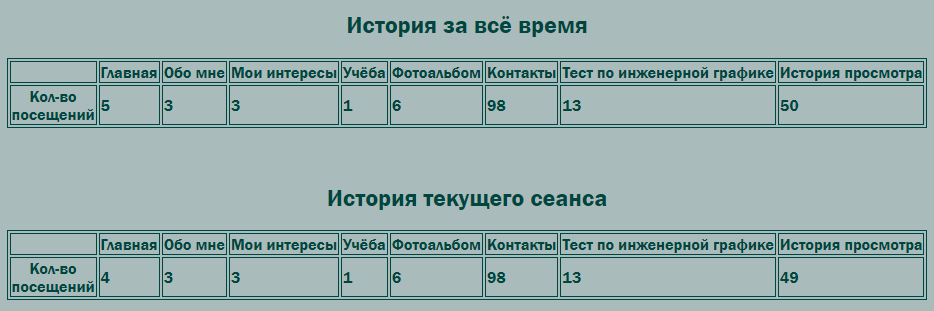 История за всё время
Главная Обо мне Мои интересы Учёба Фотоальбом Контакты Тест по инженерной графике История просмотра
Кол-во
посещений 5 3 3 1 6 98 13 50
История текущего сеанса
Главная Обо мне Мои интересы Учёба Фотоальбом Контакты Тест по инженерной графике История просмотра
Кол-во
посещений 4 3 3 1 6 98 13 49